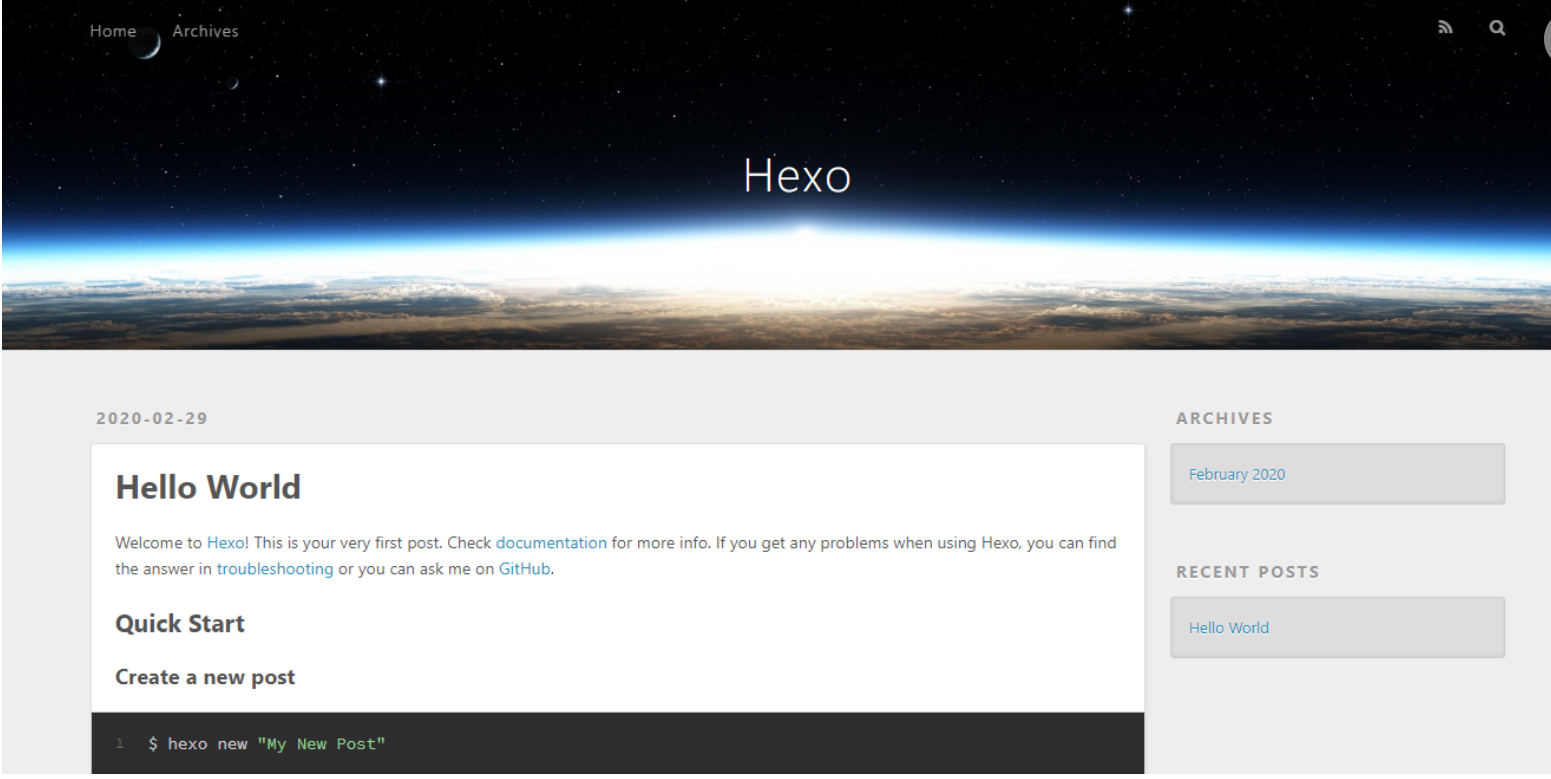 Home Archives
Hexo
2020-02-29
Hello World
Welcome to Hexo! This is your very first post. Check documentation for more info. If you get any problems when using Hexo, you can find
the answer in troubleshooting or you can ask me on GitHub.
Quick Start
Create a new post
1 $ hexo new "My New Post"
ARCHIVES
February 2020
RECENT POSTS
Hello World